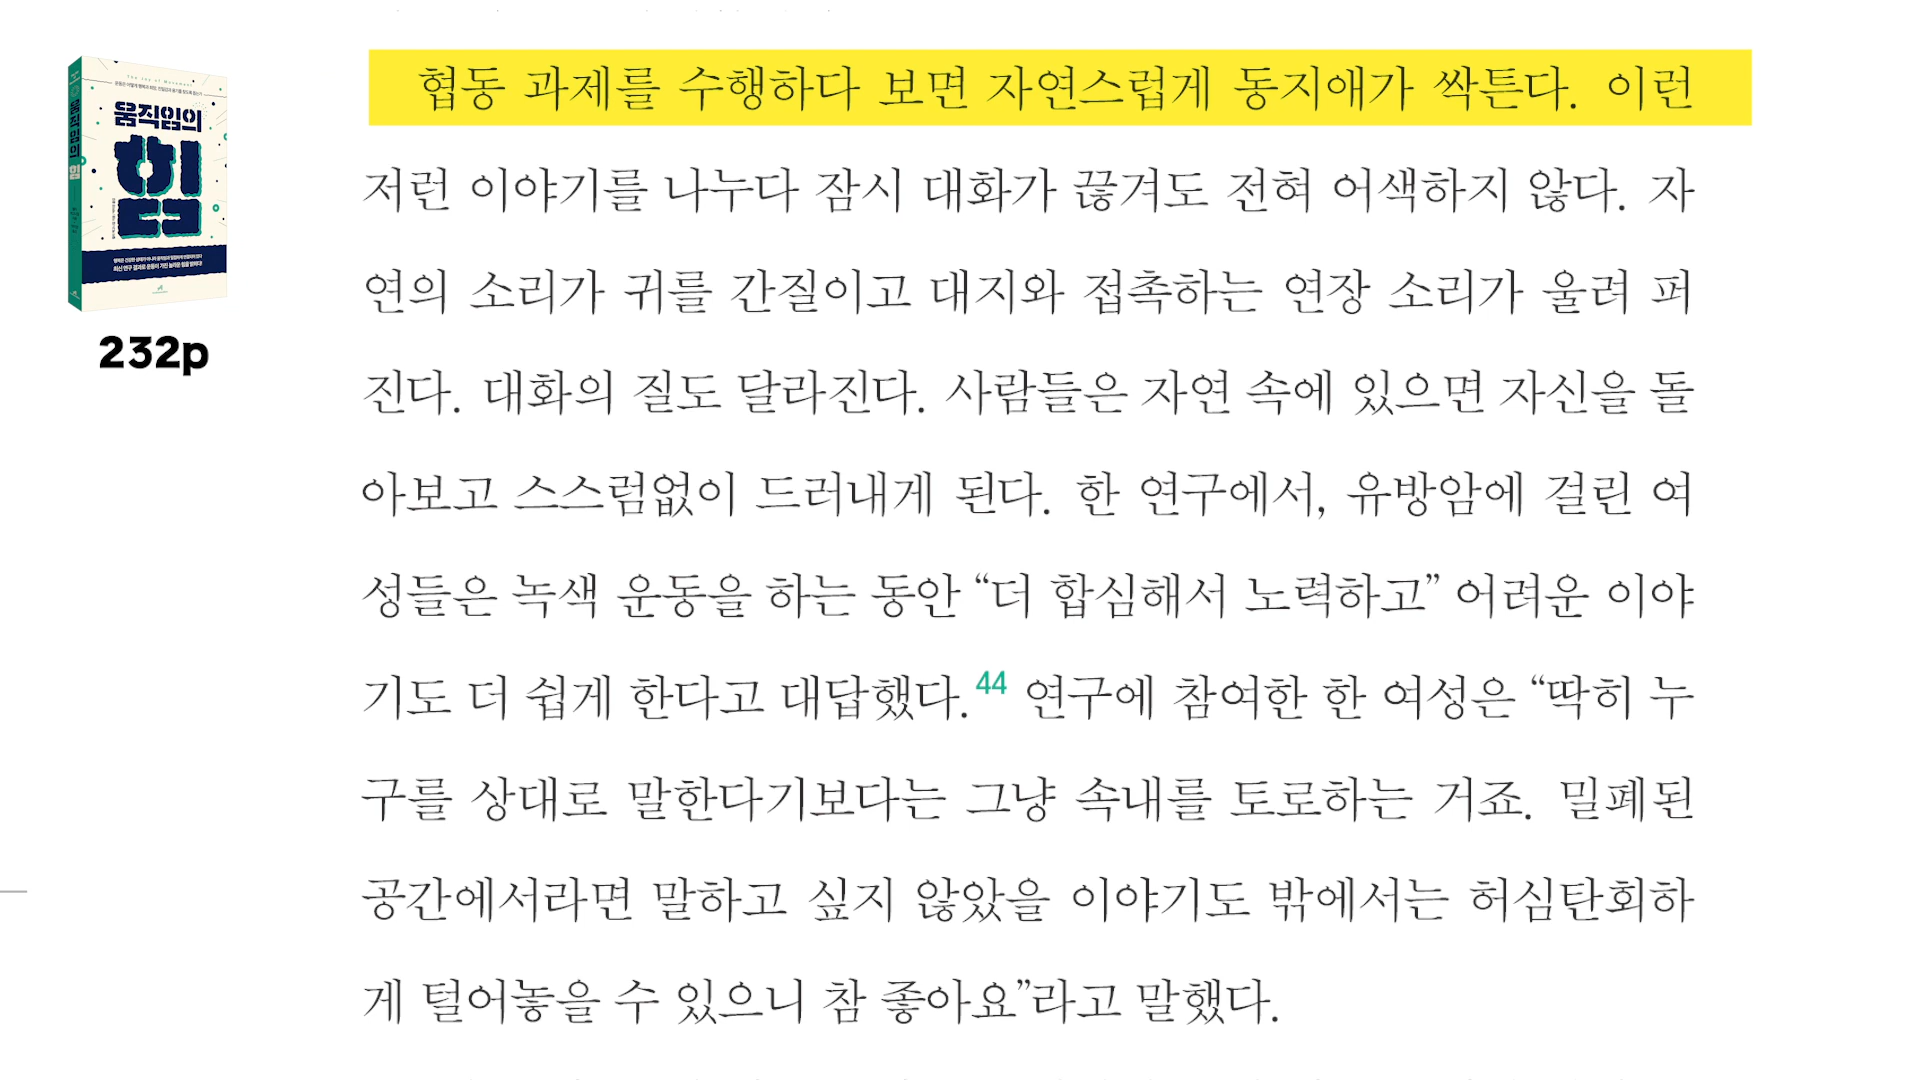 The Joy of Movement
움직임의
힘
움직임의 힘
232p
협동 과제를 수행하다 보면 자연스럽게 동지애가 싹튼다. 이런
저런 이야기를 나누다 잠시 대화가 끊겨도 전혀 어색하지 않다. 자
연의 소리가 귀를 간질이고 대지와 접촉하는 연장 소리가 울려 퍼
진다. 대화의 질도 달라진다. 사람들은 자연 속에 있으면 자신을 돌
아보고 스스럼없이 드러내게 된다. 한 연구에서, 유방암에 걸린 여
성들은 녹색 운동을 하는 동안 “더 합심해서 노력하고” 어려운 이야
기도 더 쉽게 한다고 대답했다.44 연구에 참여한 한 여성은 “딱히 누
구를 상대로 말한다기보다는 그냥 속내를 토로하는 거죠. 밀폐된
공간에서라면 말하고 싶지 않았을 이야기도 밖에서는 허심탄회하
게 털어놓을 수 있으니 참 좋아요”라고 말했다.